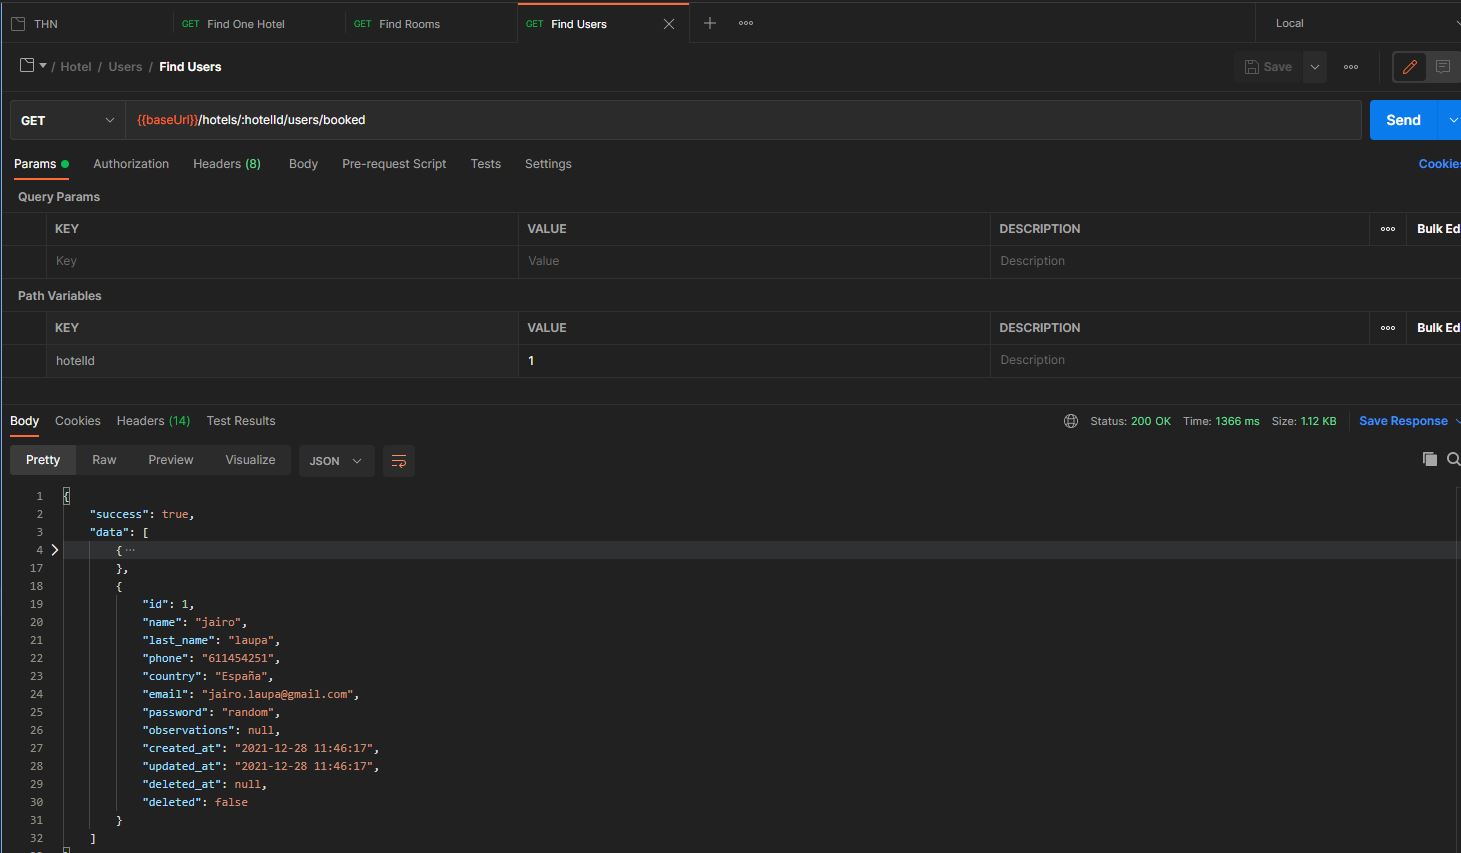 THN GET Find One Hotel GET Find Rooms GET Find Users Local
/ Hotel / Users / Find Users Save
GET {{baseUrl}}/hotels/:hotelId/users/booked Send
Params Authorization Headers (8) Body Pre-request Script Tests Settings Cookies
Query Params
KEY VALUE DESCRIPTION Bulk Ed
Key Value Description
Path Variables
KEY VALUE DESCRIPTION Bulk Ed
hotelId 1 Description
Body Cookies Headers (14) Test Results Status: 200 OK Time: 1366 ms Size: 1.12 KB Save Response
Pretty Raw Preview Visualize JSON
1 {
2 "success": true,
3 "data": [
4 { ...
17 },
18 {
19 "id": 1,
20 "name": "jairo",
21 "last_name": "laupa",
22 "phone": "611454251",
23 "country": "España",
24 "email": "jairo.laupa@gmail.com",
25 "password": "random",
26 "observations": null,
27 "created_at": "2021-12-28 11:46:17",
28 "updated_at": "2021-12-28 11:46:17",
29 "deleted_at": null,
30 "deleted": false
31 }
32 ]